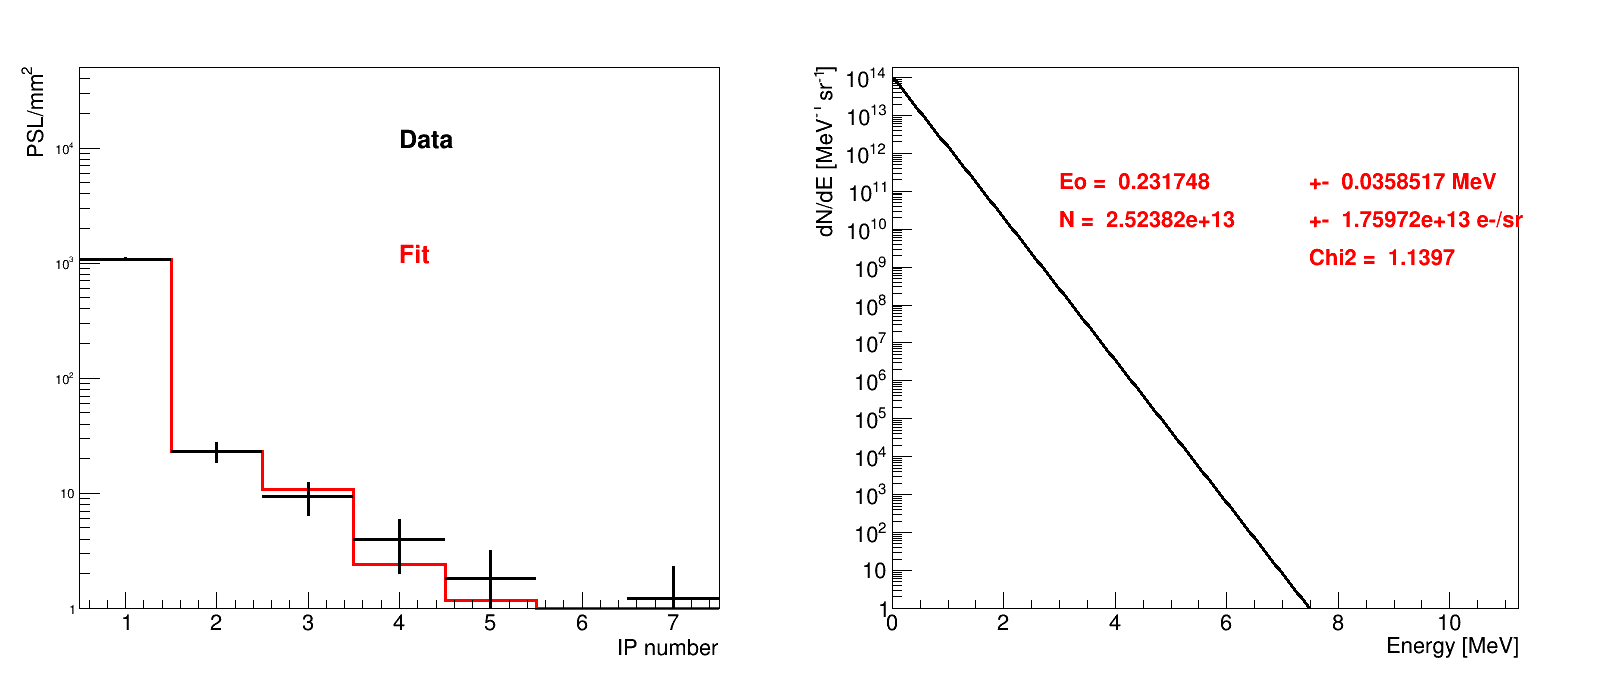 PSL/mm²
10⁴
10³
10²
10
1
Data
Fit
1 2 3 4 5 6 7
IP number
dN/dE [MeV⁻¹ sr⁻¹]
10¹⁴
10¹³
10¹²
10¹¹
10¹⁰
10⁹
10⁸
10⁷
10⁶
10⁵
10⁴
10³
10²
10
1
Eo = 0.231748 +- 0.0358517 MeV
N = 2.52382e+13 +- 1.75972e+13 e-/sr
Chi2 = 1.1397
0 2 4 6 8 10
Energy [MeV]